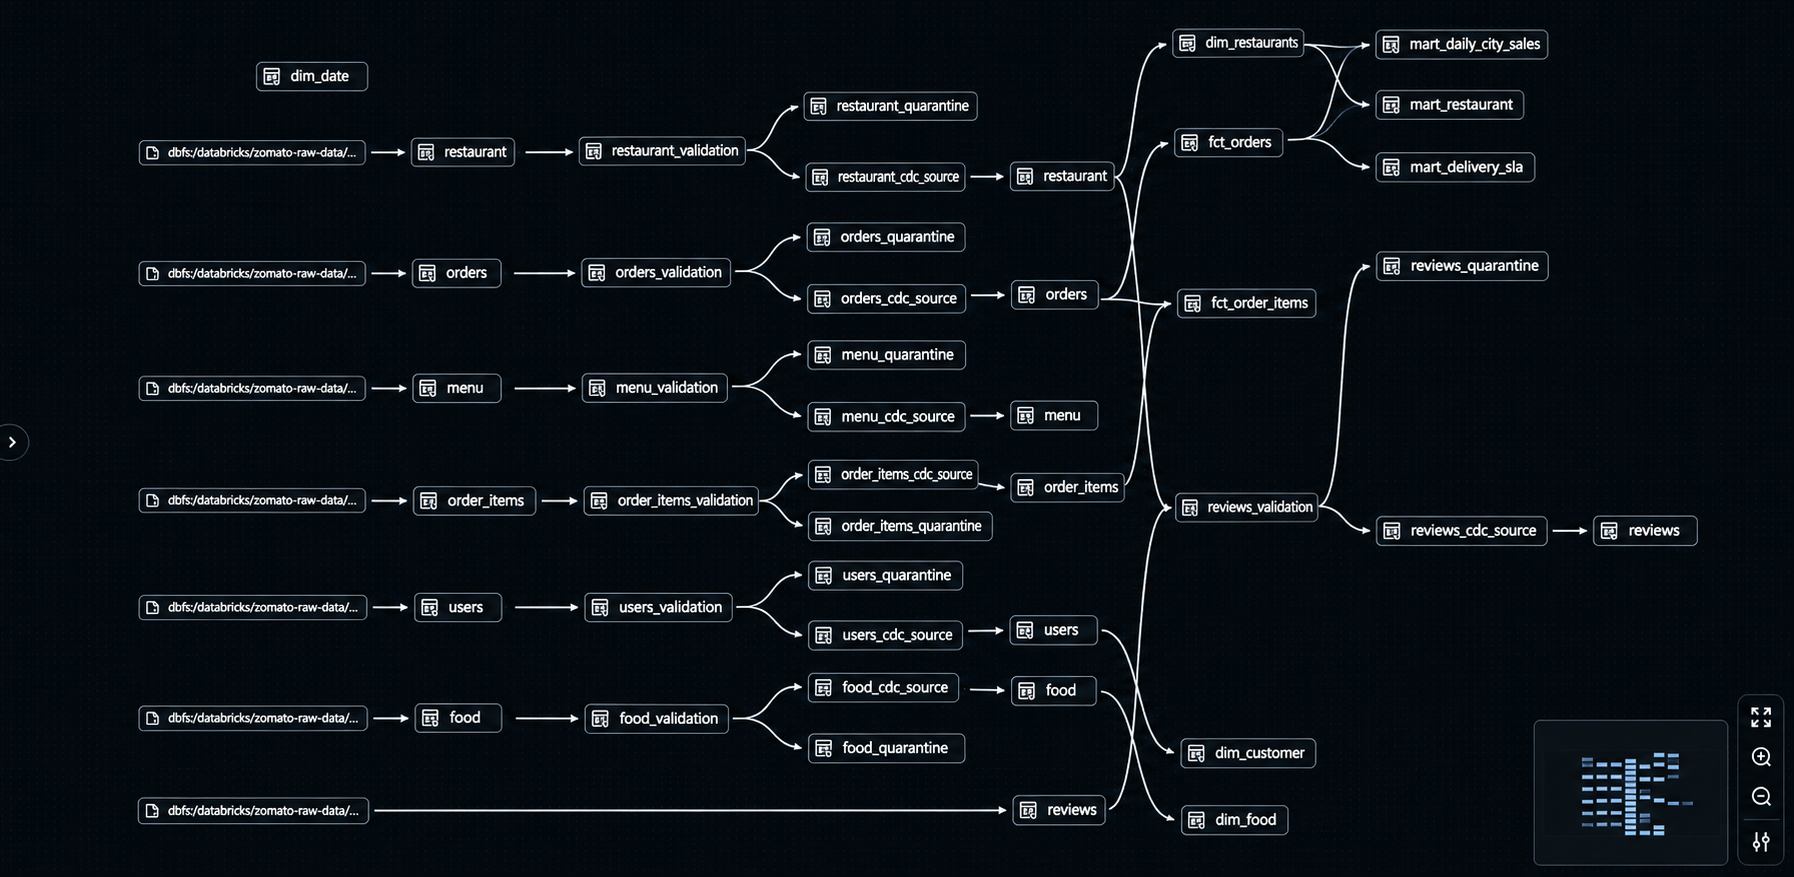 dim_restaurants
mart_daily_city_sales
dim_date
restaurant_quarantine
mart_restaurant
dbfs:/databricks/zomato-raw-data/...
restaurant
restaurant_validation
fct_orders
restaurant_cdc_source
restaurant
mart_delivery_sla
orders_quarantine
dbfs:/databricks/zomato-raw-data/...
orders
orders_validation
reviews_quarantine
orders_cdc_source
orders
fct_order_items
menu_quarantine
dbfs:/databricks/zomato-raw-data/...
menu
menu_validation
menu_cdc_source
menu
order_items_cdc_source
order_items
dbfs:/databricks/zomato-raw-data/...
order_items
order_items_validation
reviews_validation
order_items_quarantine
reviews_cdc_source
reviews
users_quarantine
dbfs:/databricks/zomato-raw-data/...
users
users_validation
users_cdc_source
users
food_cdc_source
food
dbfs:/databricks/zomato-raw-data/...
food
food_validation
food_quarantine
dim_customer
dbfs:/databricks/zomato-raw-data/...
reviews
dim_food